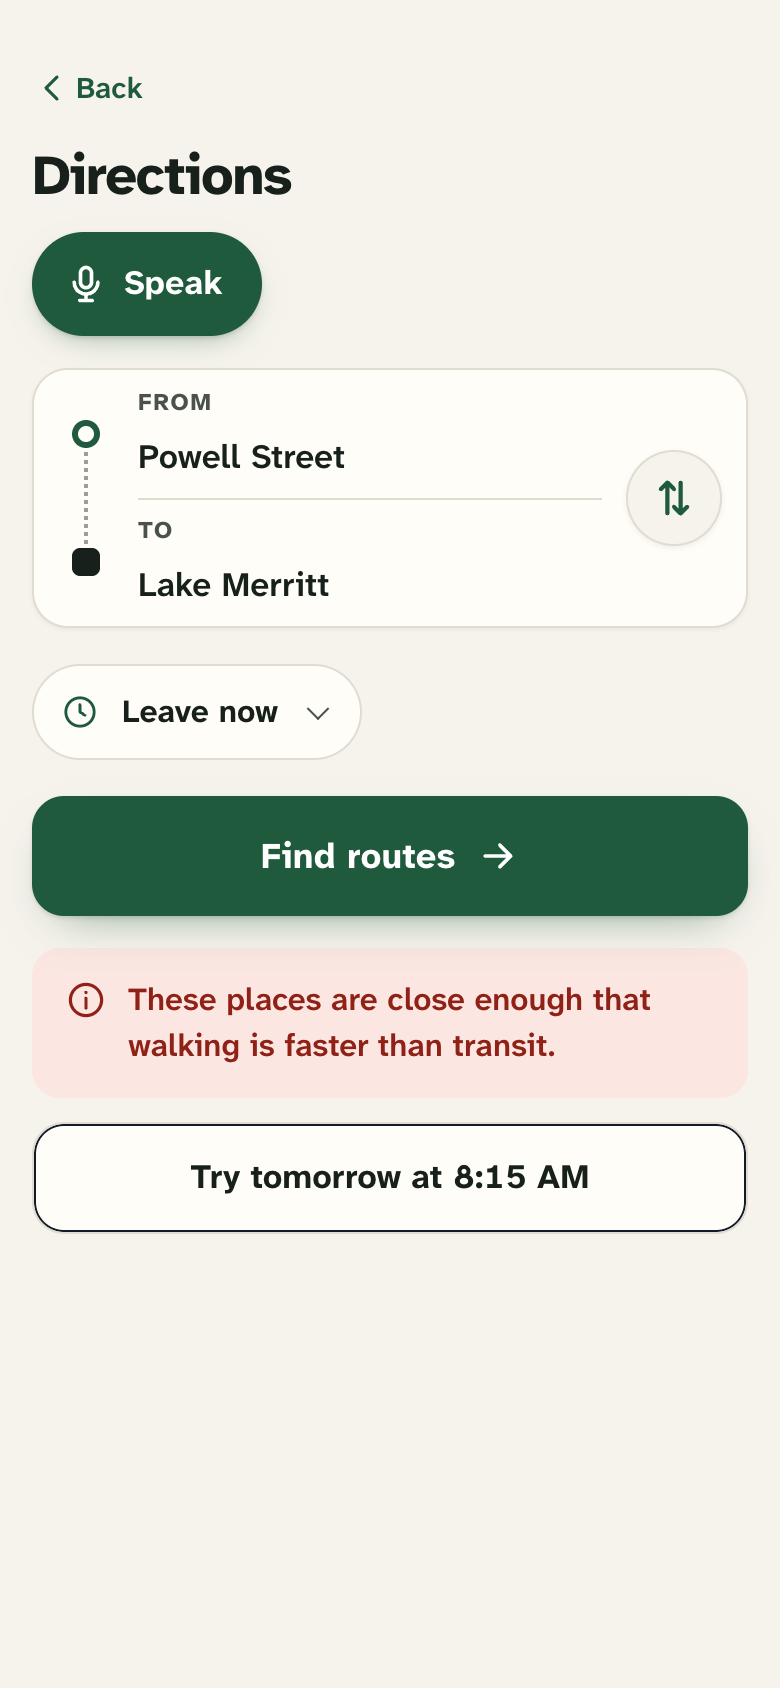 Back
Directions
Speak
FROM
Powell Street
TO
Lake Merritt
Leave now
Find routes
These places are close enough that
walking is faster than transit.
Try tomorrow at 8:15 AM